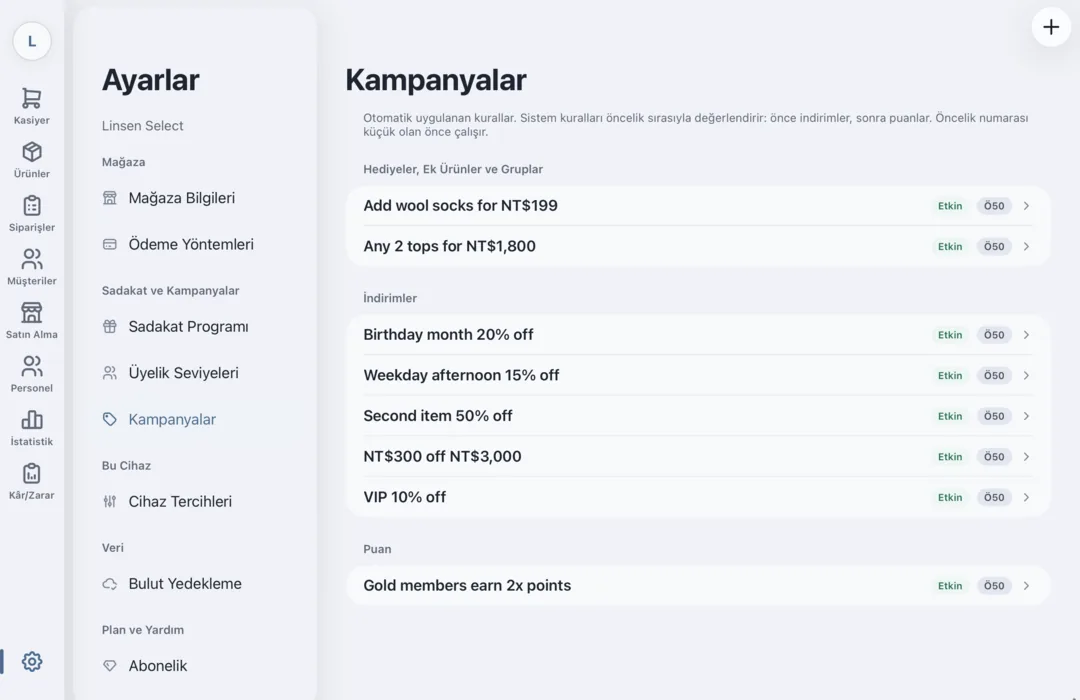 L
Kasiyer
Ürünler
Siparişler
Müşteriler
Satın Alma
Personel
İstatistik
Kâr/Zarar
Ayarlar
Linsen Select
Mağaza
Mağaza Bilgileri
Ödeme Yöntemleri
Sadakat ve Kampanyalar
Sadakat Programı
Üyelik Seviyeleri
Kampanyalar
Bu Cihaz
Cihaz Tercihleri
Veri
Bulut Yedekleme
Plan ve Yardım
Abonelik
Kampanyalar
Otomatik uygulanan kurallar. Sistem kuralları öncelik sırasıyla değerlendirir: önce indirimler, sonra puanlar. Öncelik numarası
küçük olan önce çalışır.
Hediyeler, Ek Ürünler ve Gruplar
Add wool socks for NT$199 Etkin Ö50
Any 2 tops for NT$1,800 Etkin Ö50
İndirimler
Birthday month 20% off Etkin Ö50
Weekday afternoon 15% off Etkin Ö50
Second item 50% off Etkin Ö50
NT$300 off NT$3,000 Etkin Ö50
VIP 10% off Etkin Ö50
Puan
Gold members earn 2x points Etkin Ö50